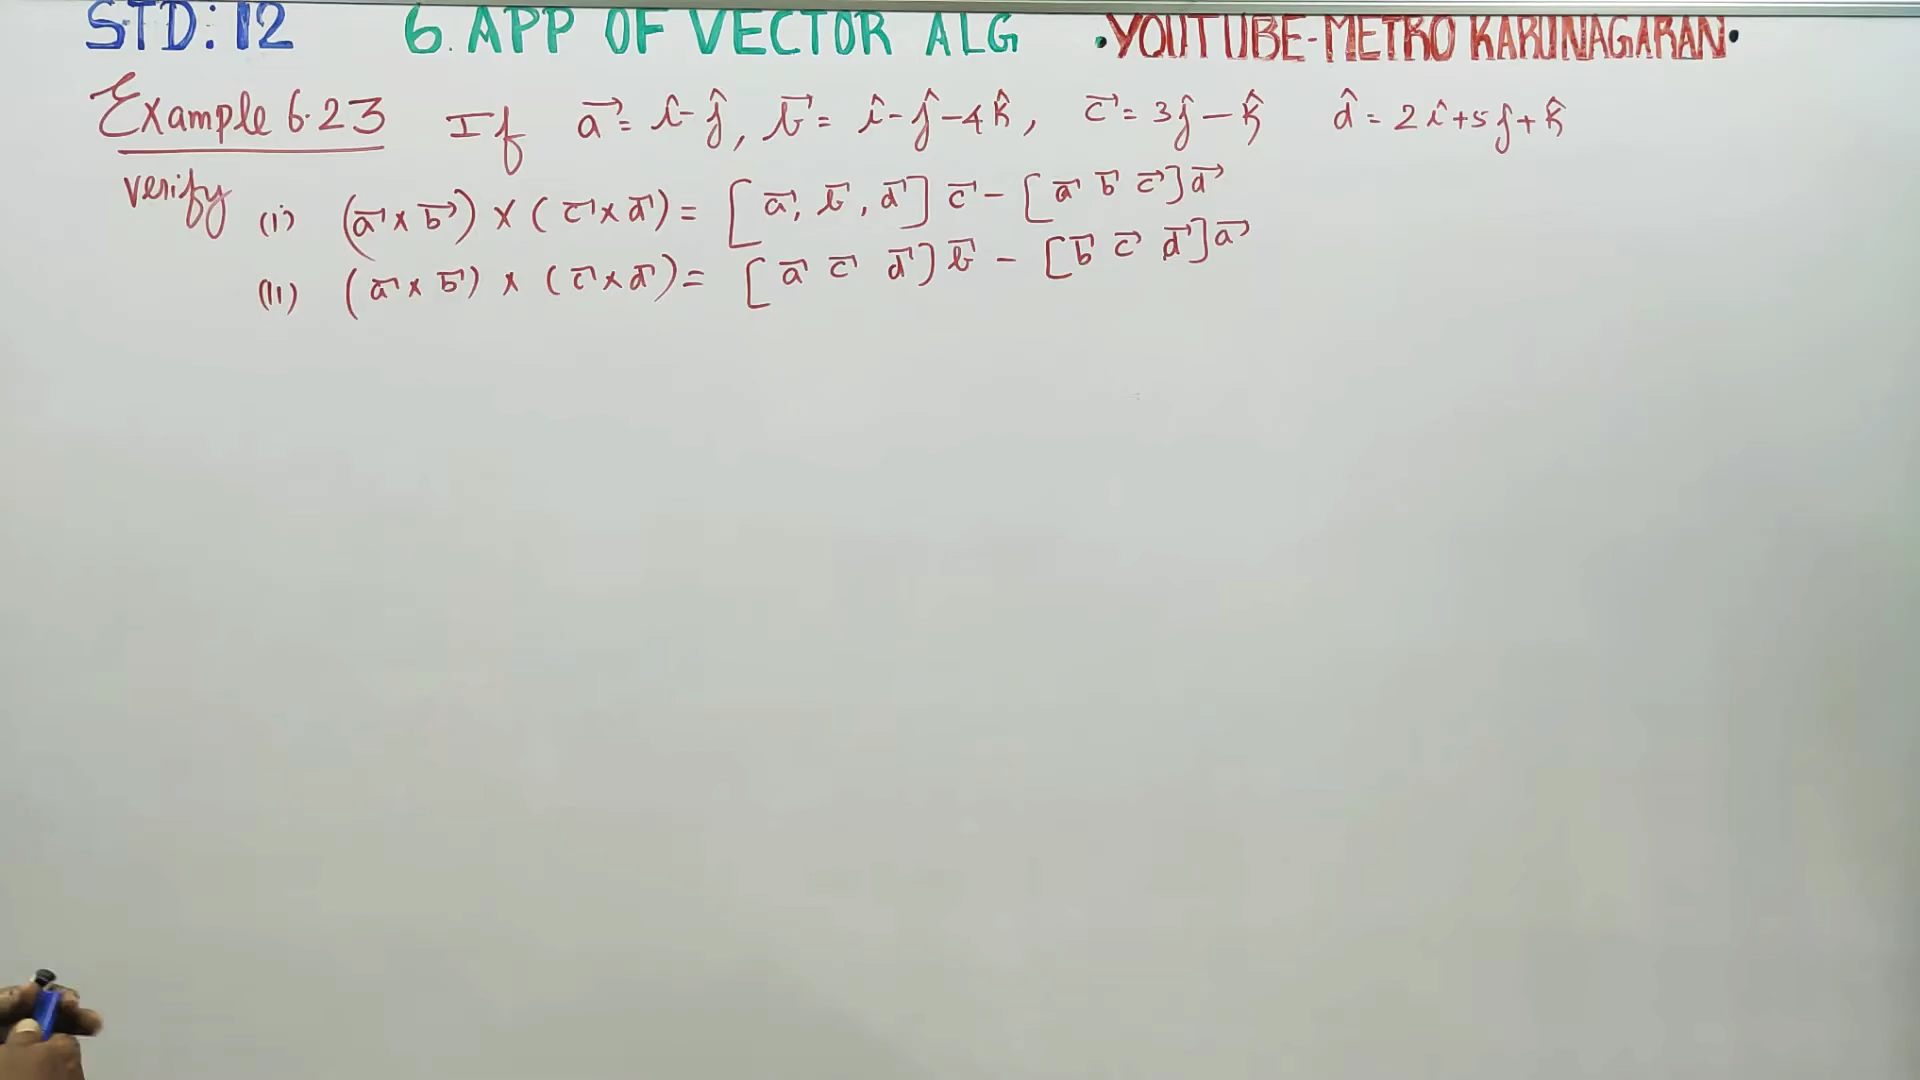 STD: 12 6. APP OF VECTOR ALG •YOUTUBE-METRO KARUNAGARAN•
Example 6.23 If a⃗ = î-ĵ, b⃗ = î-ĵ-4k̂, c⃗ = 3ĵ-k̂ d̂ = 2î+5ĵ+k̂
verify (i) (a⃗×b⃗)×(c⃗×d⃗) = [a⃗, b⃗, d⃗]c⃗ - [a⃗ b⃗ c⃗]d⃗
(ii) (a⃗×b⃗)×(c⃗×d⃗) = [a⃗ c⃗ d⃗]b⃗ - [b⃗ c⃗ d⃗]a⃗